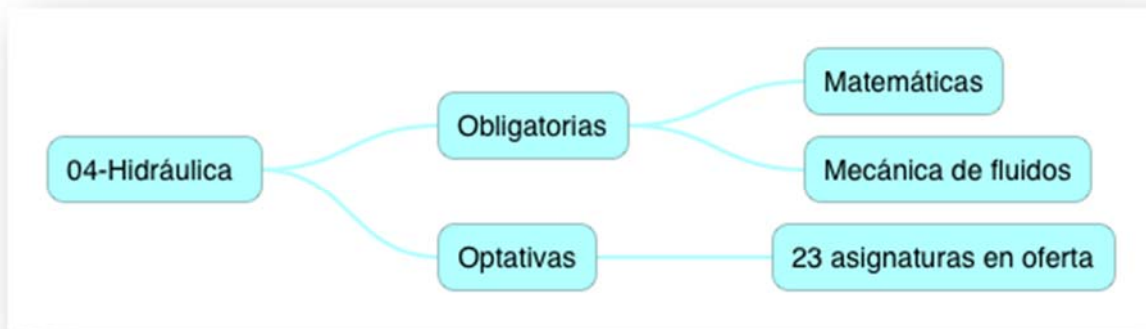 04-Hidráulica
Obligatorias
Matemáticas
Mecánica de fluidos
Optativas
23 asignaturas en oferta